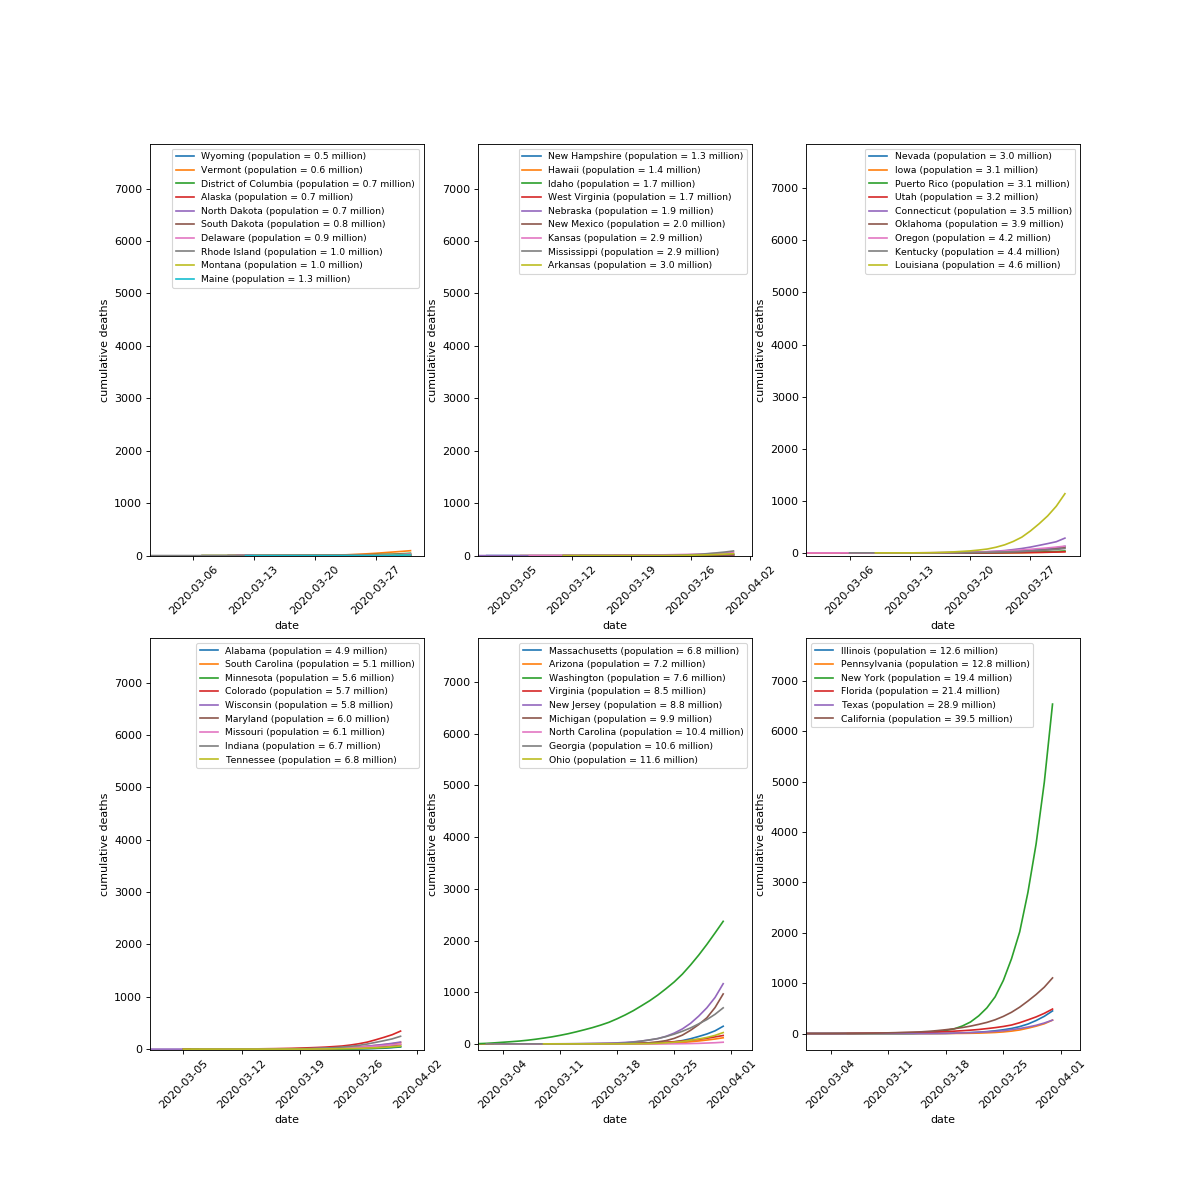 Wyoming (population = 0.5 million)
Vermont (population = 0.6 million)
District of Columbia (population = 0.7 million)
Alaska (population = 0.7 million)
North Dakota (population = 0.7 million)
South Dakota (population = 0.8 million)
Delaware (population = 0.9 million)
Rhode Island (population = 1.0 million)
Montana (population = 1.0 million)
Maine (population = 1.3 million)
7000
6000
5000
4000
3000
2000
1000
0
cumulative deaths
2020-03-06
2020-03-13
2020-03-20
2020-03-27
date
New Hampshire (population = 1.3 million)
Hawaii (population = 1.4 million)
Idaho (population = 1.7 million)
West Virginia (population = 1.7 million)
Nebraska (population = 1.9 million)
New Mexico (population = 2.0 million)
Kansas (population = 2.9 million)
Mississippi (population = 2.9 million)
Arkansas (population = 3.0 million)
7000
6000
5000
4000
3000
2000
1000
0
cumulative deaths
2020-03-05
2020-03-12
2020-03-19
2020-03-26
2020-04-02
date
Nevada (population = 3.0 million)
Iowa (population = 3.1 million)
Puerto Rico (population = 3.1 million)
Utah (population = 3.2 million)
Connecticut (population = 3.5 million)
Oklahoma (population = 3.9 million)
Oregon (population = 4.2 million)
Kentucky (population = 4.4 million)
Louisiana (population = 4.6 million)
7000
6000
5000
4000
3000
2000
1000
0
cumulative deaths
2020-03-06
2020-03-13
2020-03-20
2020-03-27
date
Alabama (population = 4.9 million)
South Carolina (population = 5.1 million)
Minnesota (population = 5.6 million)
Colorado (population = 5.7 million)
Wisconsin (population = 5.8 million)
Maryland (population = 6.0 million)
Missouri (population = 6.1 million)
Indiana (population = 6.7 million)
Tennessee (population = 6.8 million)
7000
6000
5000
4000
3000
2000
1000
0
cumulative deaths
2020-03-05
2020-03-12
2020-03-19
2020-03-26
2020-04-02
date
Massachusetts (population = 6.8 million)
Arizona (population = 7.2 million)
Washington (population = 7.6 million)
Virginia (population = 8.5 million)
New Jersey (population = 8.8 million)
Michigan (population = 9.9 million)
North Carolina (population = 10.4 million)
Georgia (population = 10.6 million)
Ohio (population = 11.6 million)
7000
6000
5000
4000
3000
2000
1000
0
cumulative deaths
2020-03-04
2020-03-11
2020-03-18
2020-03-25
2020-04-01
date
Illinois (population = 12.6 million)
Pennsylvania (population = 12.8 million)
New York (population = 19.4 million)
Florida (population = 21.4 million)
Texas (population = 28.9 million)
California (population = 39.5 million)
7000
6000
5000
4000
3000
2000
1000
0
cumulative deaths
2020-03-04
2020-03-11
2020-03-18
2020-03-25
2020-04-01
date